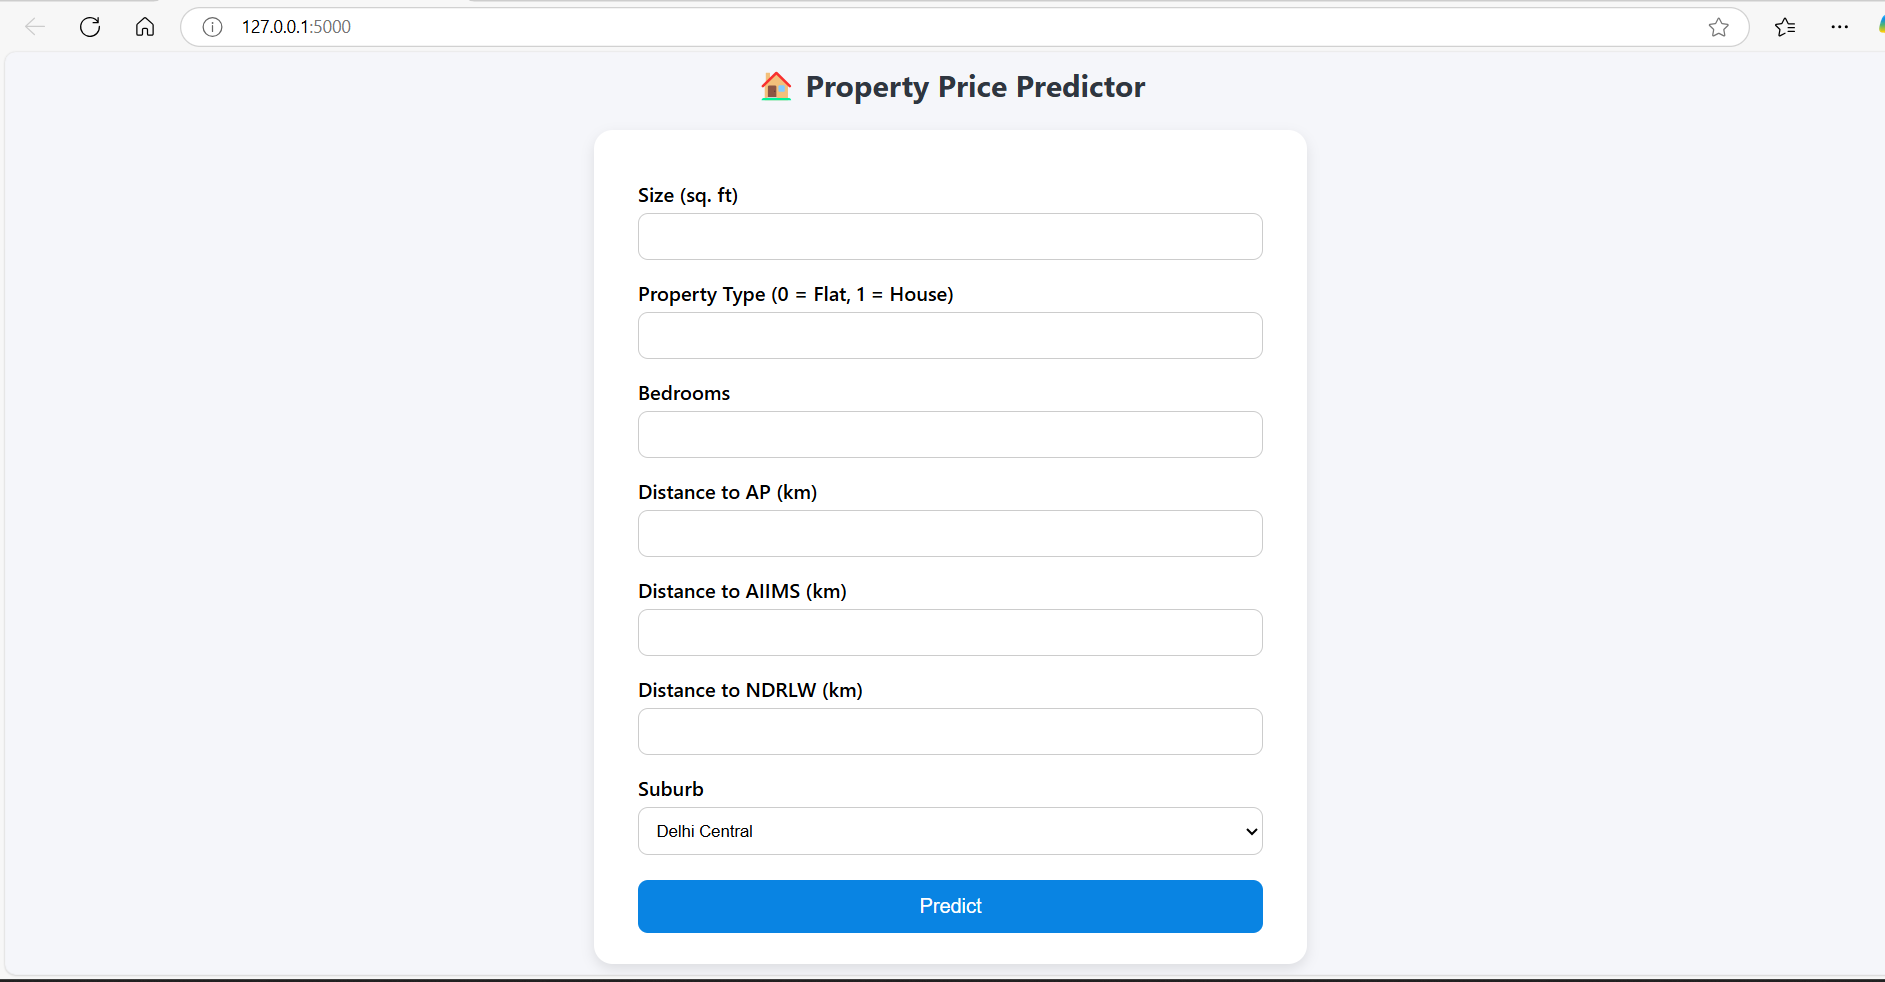 127.0.0.1:5000
Property Price Predictor
Size (sq. ft)
Property Type (0 = Flat, 1 = House)
Bedrooms
Distance to AP (km)
Distance to AIIMS (km)
Distance to NDRLW (km)
Suburb
Delhi Central
Predict